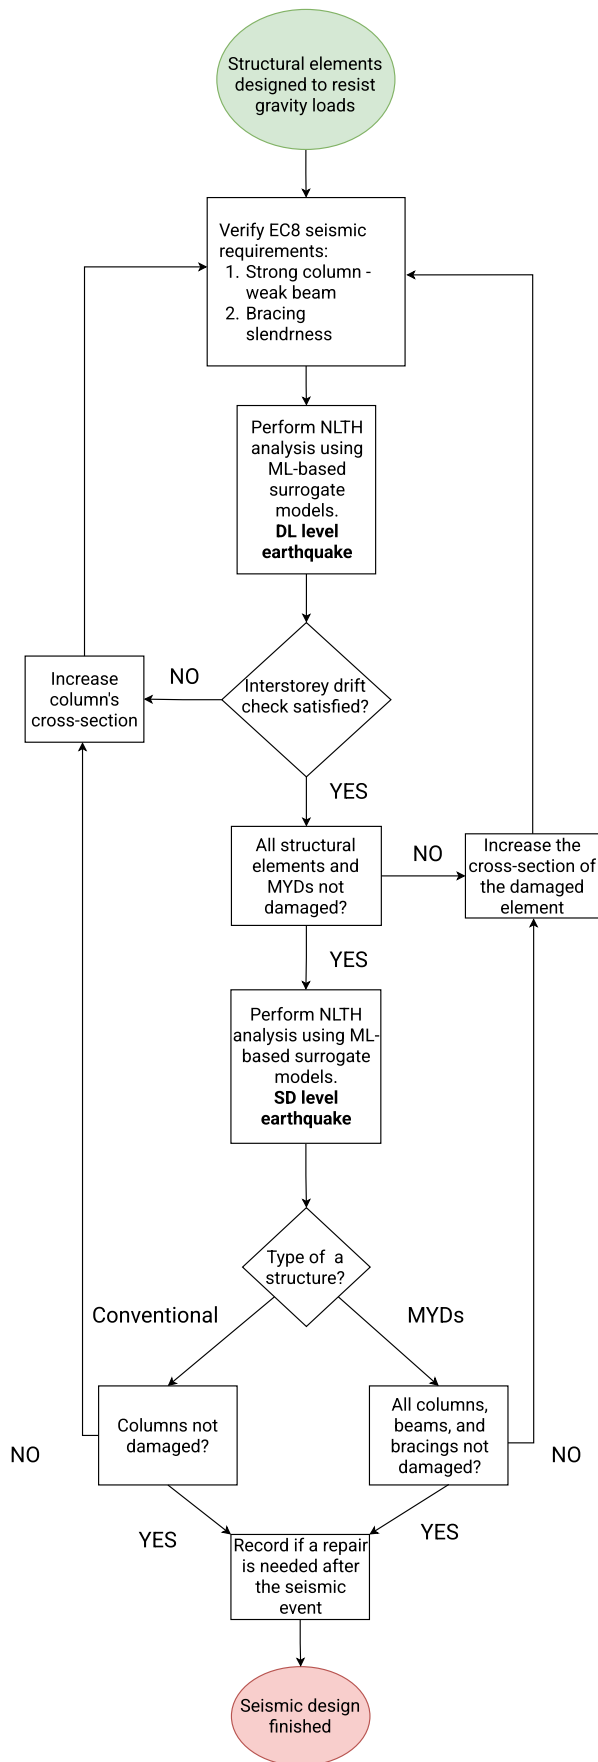 Structural elements
designed to resist
gravity loads
Verify EC8 seismic
requirements:
1. Strong column -
weak beam
2. Bracing
slendrness
Perform NLTH
analysis using
ML-based
surrogate
models.
DL level
earthquake
Increase
column's
cross-section
NO
Interstorey drift
check satisfied?
YES
All structural
elements and
MYDs not
damaged?
NO
Increase the
cross-section of
the damaged
element
YES
Perform NLTH
analysis using ML-
based surrogate
models.
SD level
earthquake
Type of a
structure?
Conventional
MYDs
Columns not
damaged?
All columns,
beams, and
bracings not
damaged?
NO
NO
YES
YES
Record if a repair
is needed after
the seismic
event
Seismic design
finished